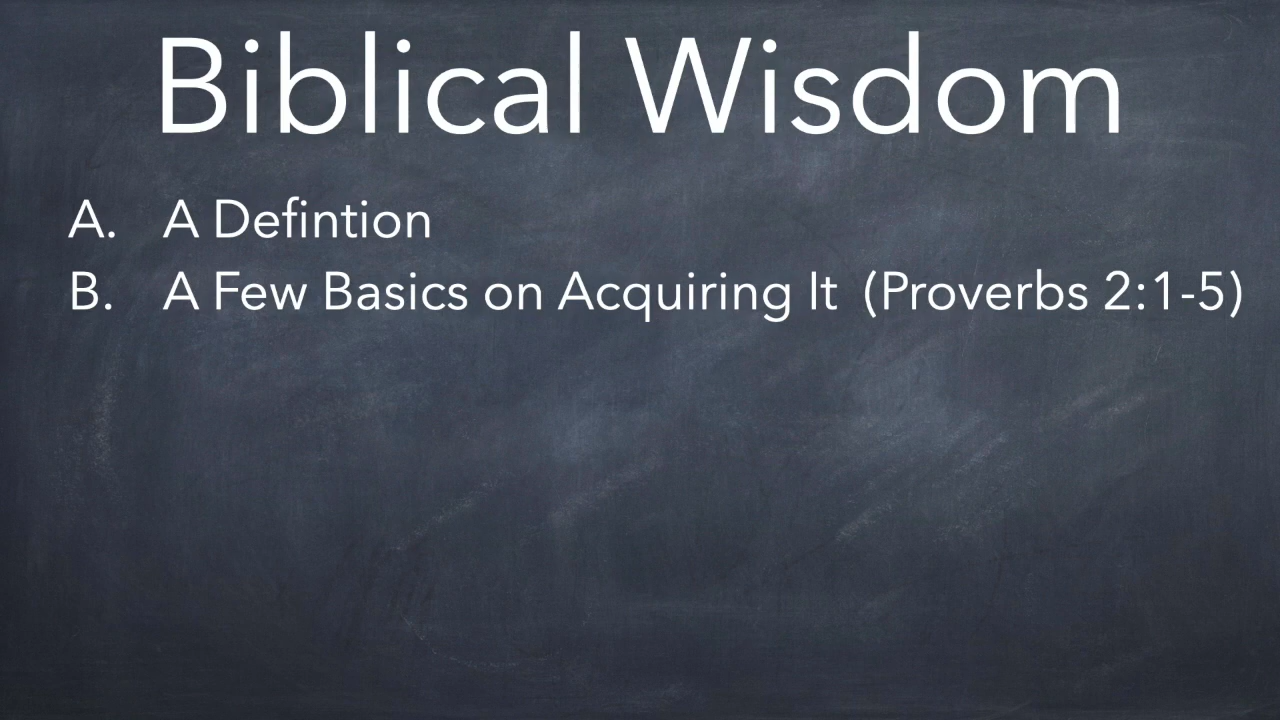 Biblical Wisdom
A. A Defintion
B. A Few Basics on Acquiring It (Proverbs 2:1-5)